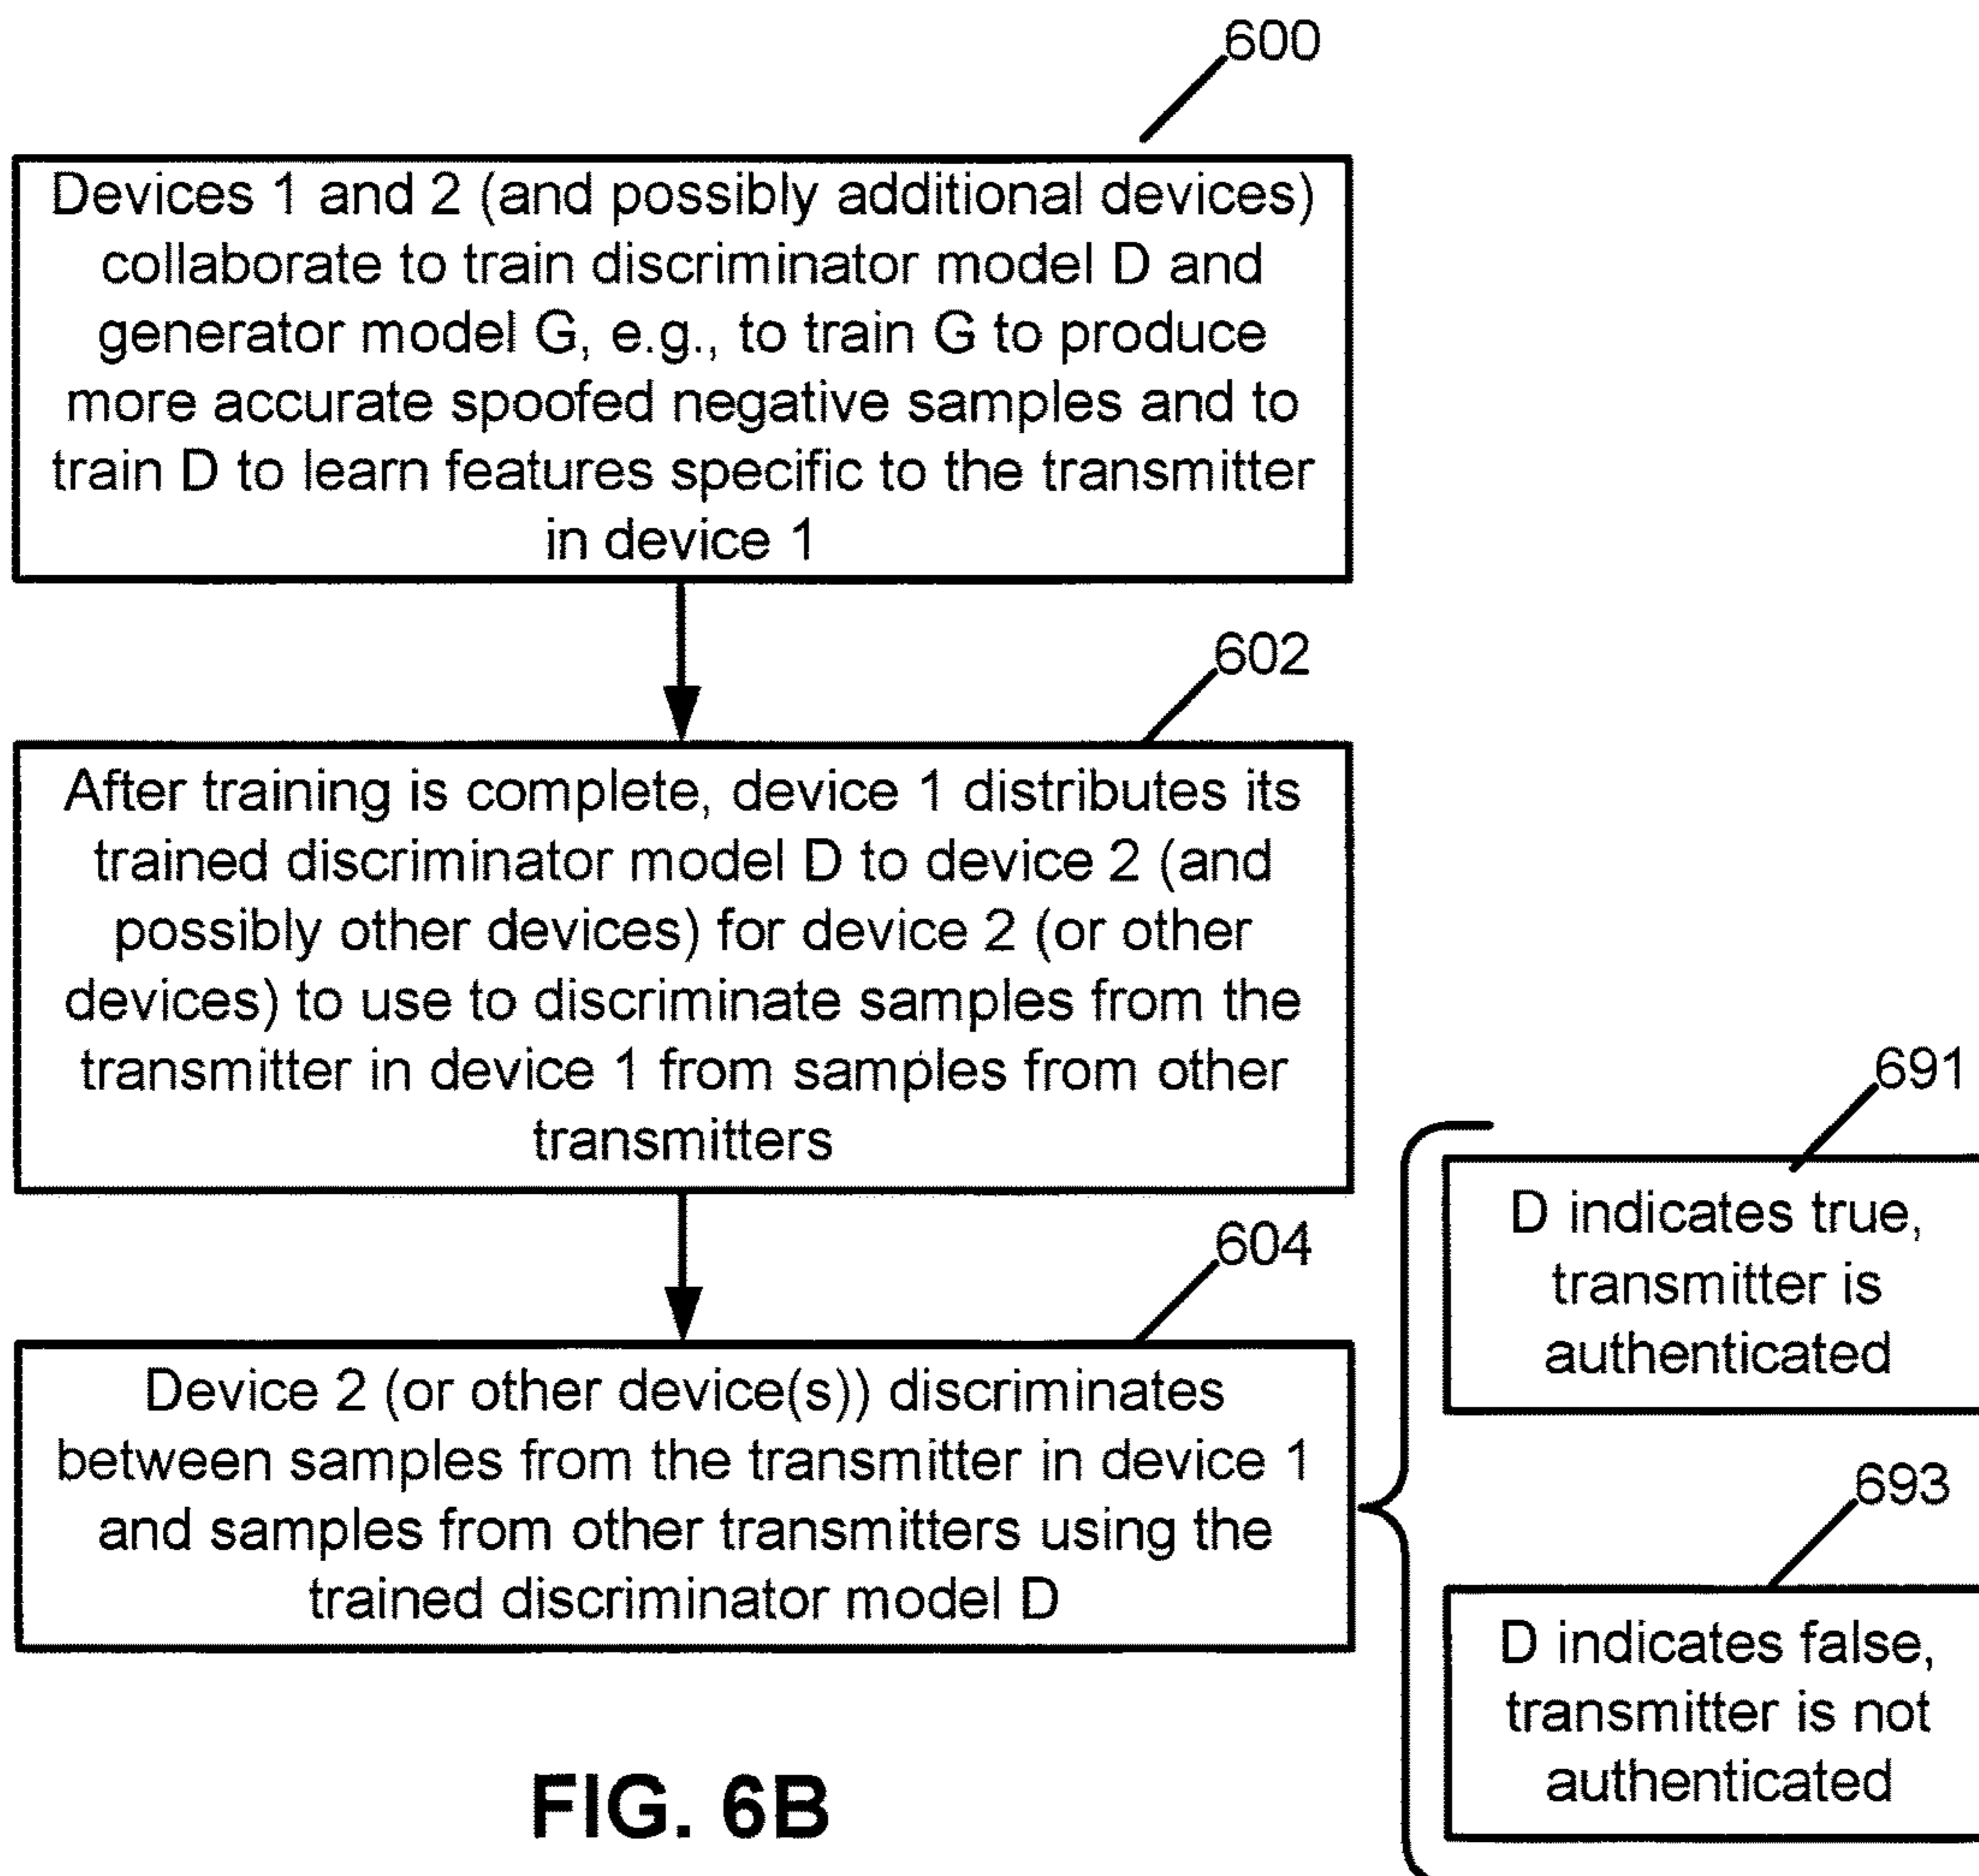 600
Devices 1 and 2 (and possibly additional devices)
collaborate to train discriminator model D and
generator model G, e.g., to train G to produce
more accurate spoofed negative samples and to
train D to learn features specific to the transmitter
in device 1
602
After training is complete, device 1 distributes its
trained discriminator model D to device 2 (and
possibly other devices) for device 2 (or other
devices) to use to discriminate samples from the
transmitter in device 1 from samples from other
transmitters
604
Device 2 (or other device(s)) discriminates
between samples from the transmitter in device 1
and samples from other transmitters using the
trained discriminator model D
691
D indicates true,
transmitter is
authenticated
693
D indicates false,
transmitter is not
authenticated
FIG. 6B